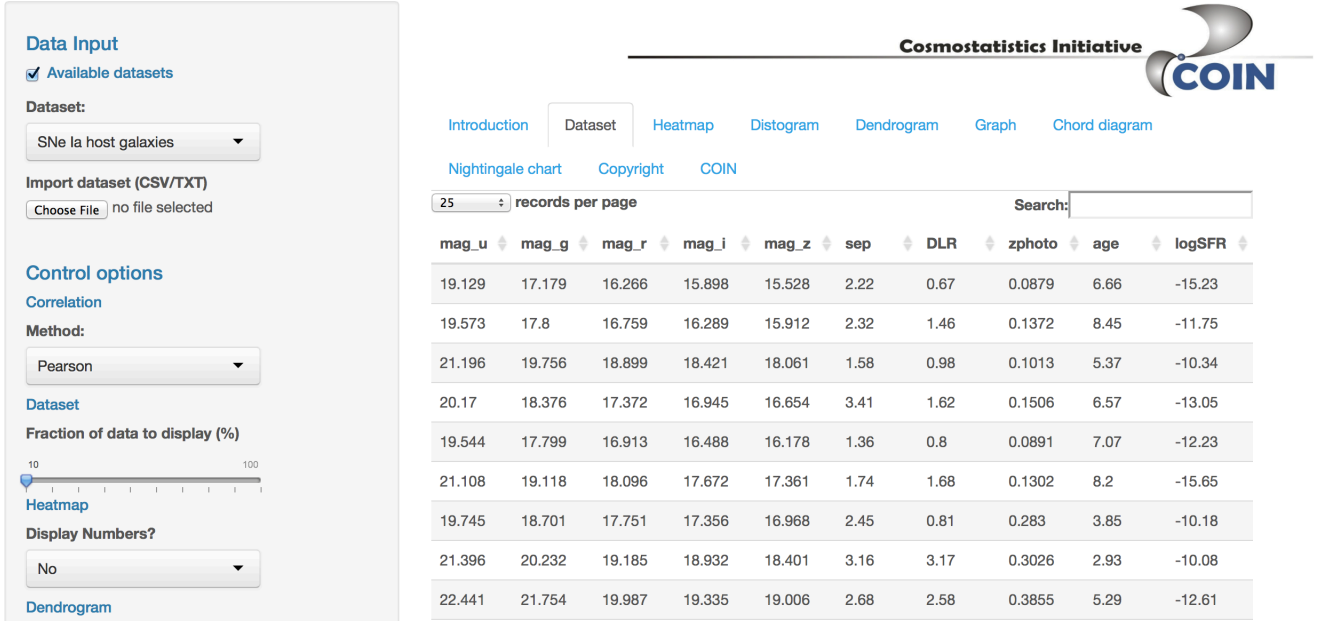 Data Input
Available datasets
Dataset:
SNe Ia host galaxies
Import dataset (CSV/TXT)
Choose File no file selected
Control options
Correlation
Method:
Pearson
Dataset
Fraction of data to display (%)
10 100
Heatmap
Display Numbers?
No
Dendrogram
Cosmostatistics Initiative
COIN
Introduction Dataset Heatmap Distogram Dendrogram Graph Chord diagram
Nightingale chart Copyright COIN
25 records per page Search:
mag_u mag_g mag_r mag_i mag_z sep DLR zphoto age logSFR
19.129 17.179 16.266 15.898 15.528 2.22 0.67 0.0879 6.66 -15.23
19.573 17.8 16.759 16.289 15.912 2.32 1.46 0.1372 8.45 -11.75
21.196 19.756 18.899 18.421 18.061 1.58 0.98 0.1013 5.37 -10.34
20.17 18.376 17.372 16.945 16.654 3.41 1.62 0.1506 6.57 -13.05
19.544 17.799 16.913 16.488 16.178 1.36 0.8 0.0891 7.07 -12.23
21.108 19.118 18.096 17.672 17.361 1.74 1.68 0.1302 8.2 -15.65
19.745 18.701 17.751 17.356 16.968 2.45 0.81 0.283 3.85 -10.18
21.396 20.232 19.185 18.932 18.401 3.16 3.17 0.3026 2.93 -10.08
22.441 21.754 19.987 19.335 19.006 2.68 2.58 0.3855 5.29 -12.61